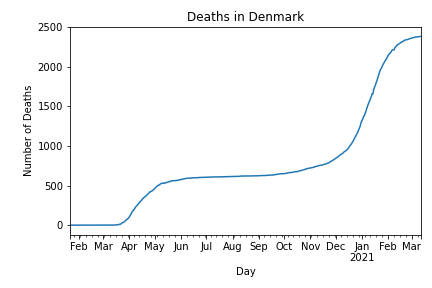 Deaths in Denmark
Number of Deaths
2500
2000
1500
1000
500
0
Feb Mar Apr May Jun Jul Aug Sep Oct Nov Dec Jan Feb Mar
2021
Day